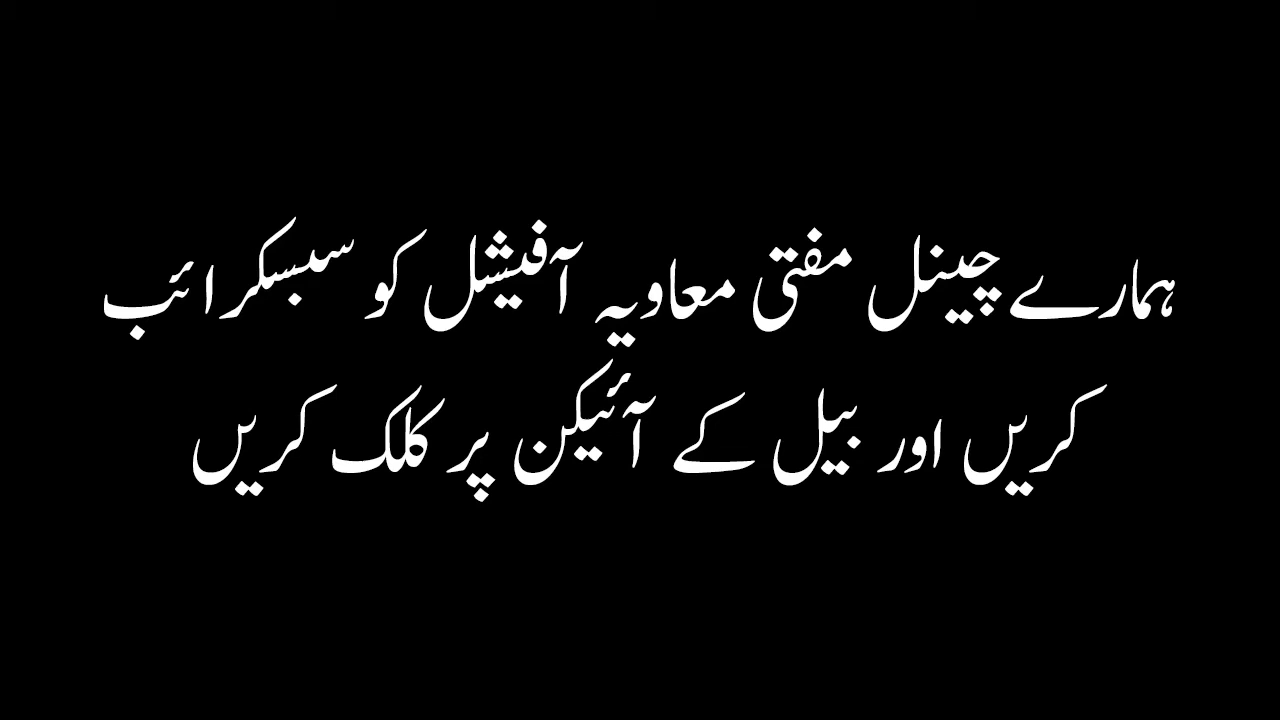 ہمارے چینل مفتی معاویہ آفیشل کو سبسکرائب
کریں اور بیل کے آئیکن پر کلک کریں